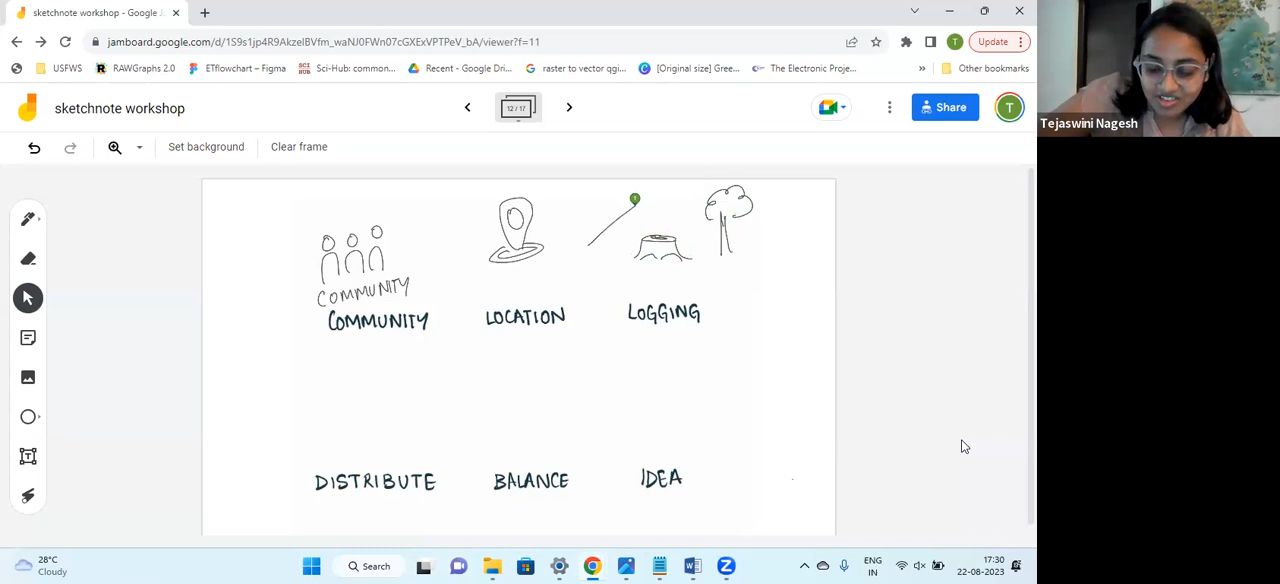 sketchnote workshop - Google Ja
jamboard.google.com/d/1S9s1jp4R9AkzelBVfm_waNJ0FWn07cGXExVPTPeV_bA/viewer?f=11
T
Update
USFWS
RAWGraphs 2.0
ETflowchart – Figma
Sci-Hub: common...
Recent - Google Dri...
raster to vector qgi...
[Original size] Gree...
The Electronic Proje...
»
Other bookmarks
sketchnote workshop
12 / 17
Share
T
Set background
Clear frame
Tejaswini Nagesh
COMMUNITY
COMMUNITY
LOCATION
LOGGING
DISTRIBUTE
BALANCE
IDEA
28°C
Cloudy
Search
ENG
IN
17:30
22-08-2023